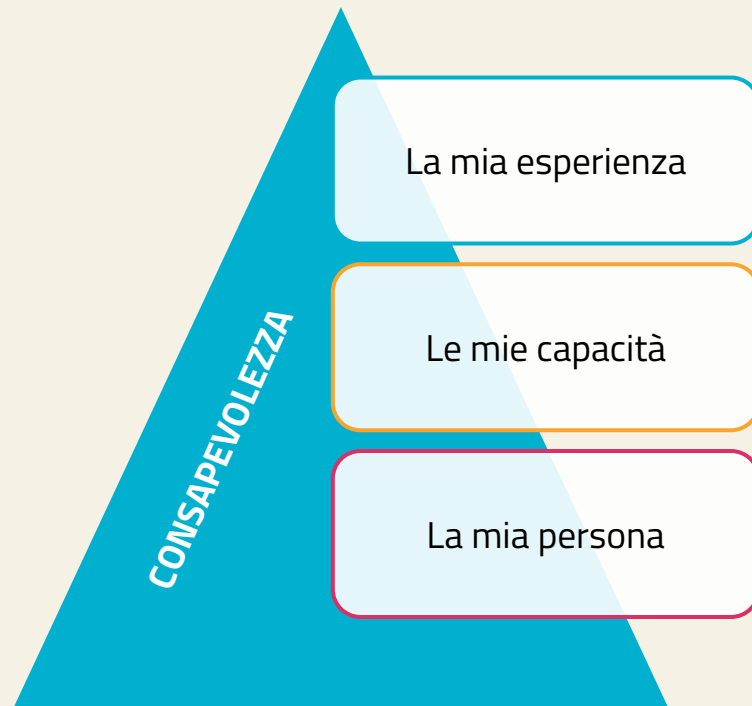 La mia esperienza
Le mie capacità
La mia persona
CONSAPEVOLEZZA